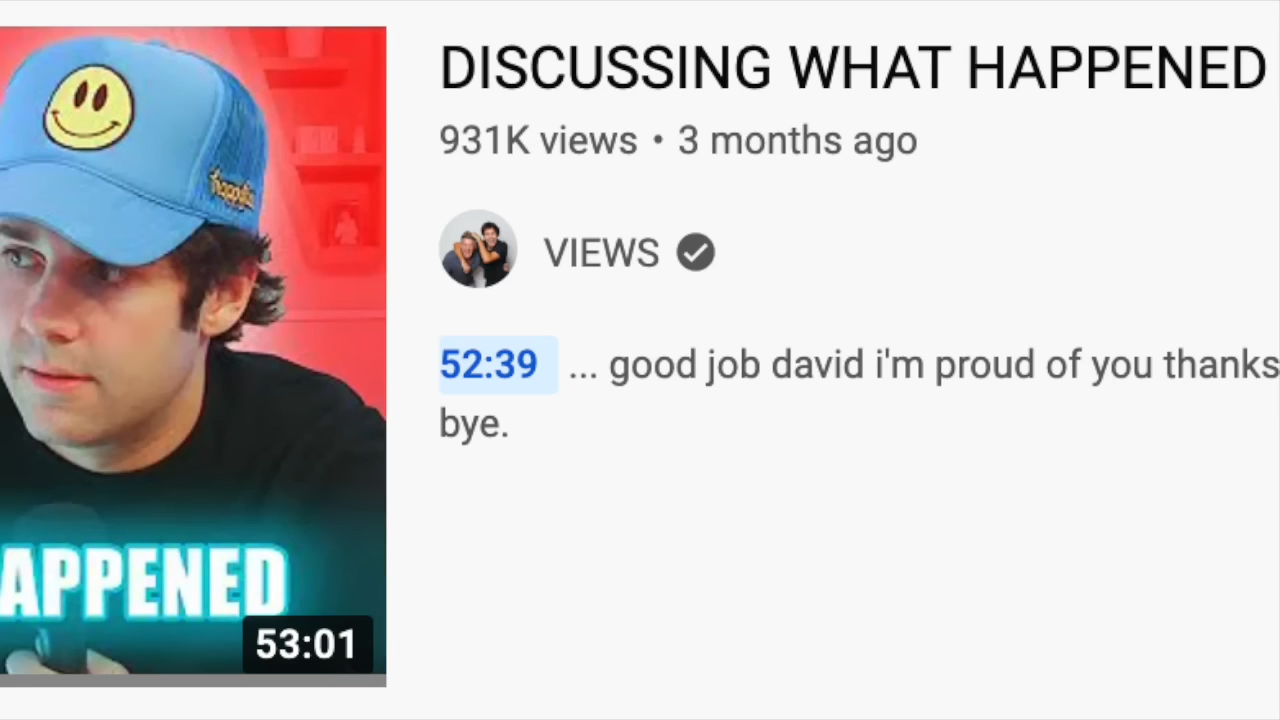 DISCUSSING WHAT HAPPENED
931K views • 3 months ago
VIEWS
52:39 ... good job david i'm proud of you thanks
bye.
APPENED
53:01